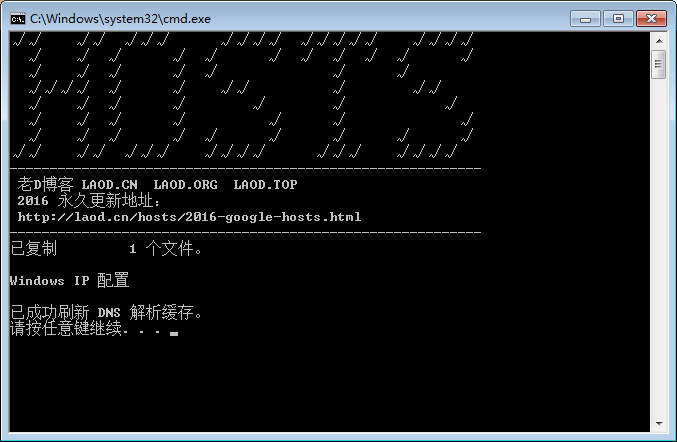 C:\Windows\system32\cmd.exe
HOSTS
老D博客 LAOD.CN LAOD.ORG LAOD.TOP
2016 永久更新地址:
http://laod.cn/hosts/2016-google-hosts.html
已复制 1 个文件。
Windows IP 配置
已成功刷新 DNS 解析缓存。
请按任意键继续. . .